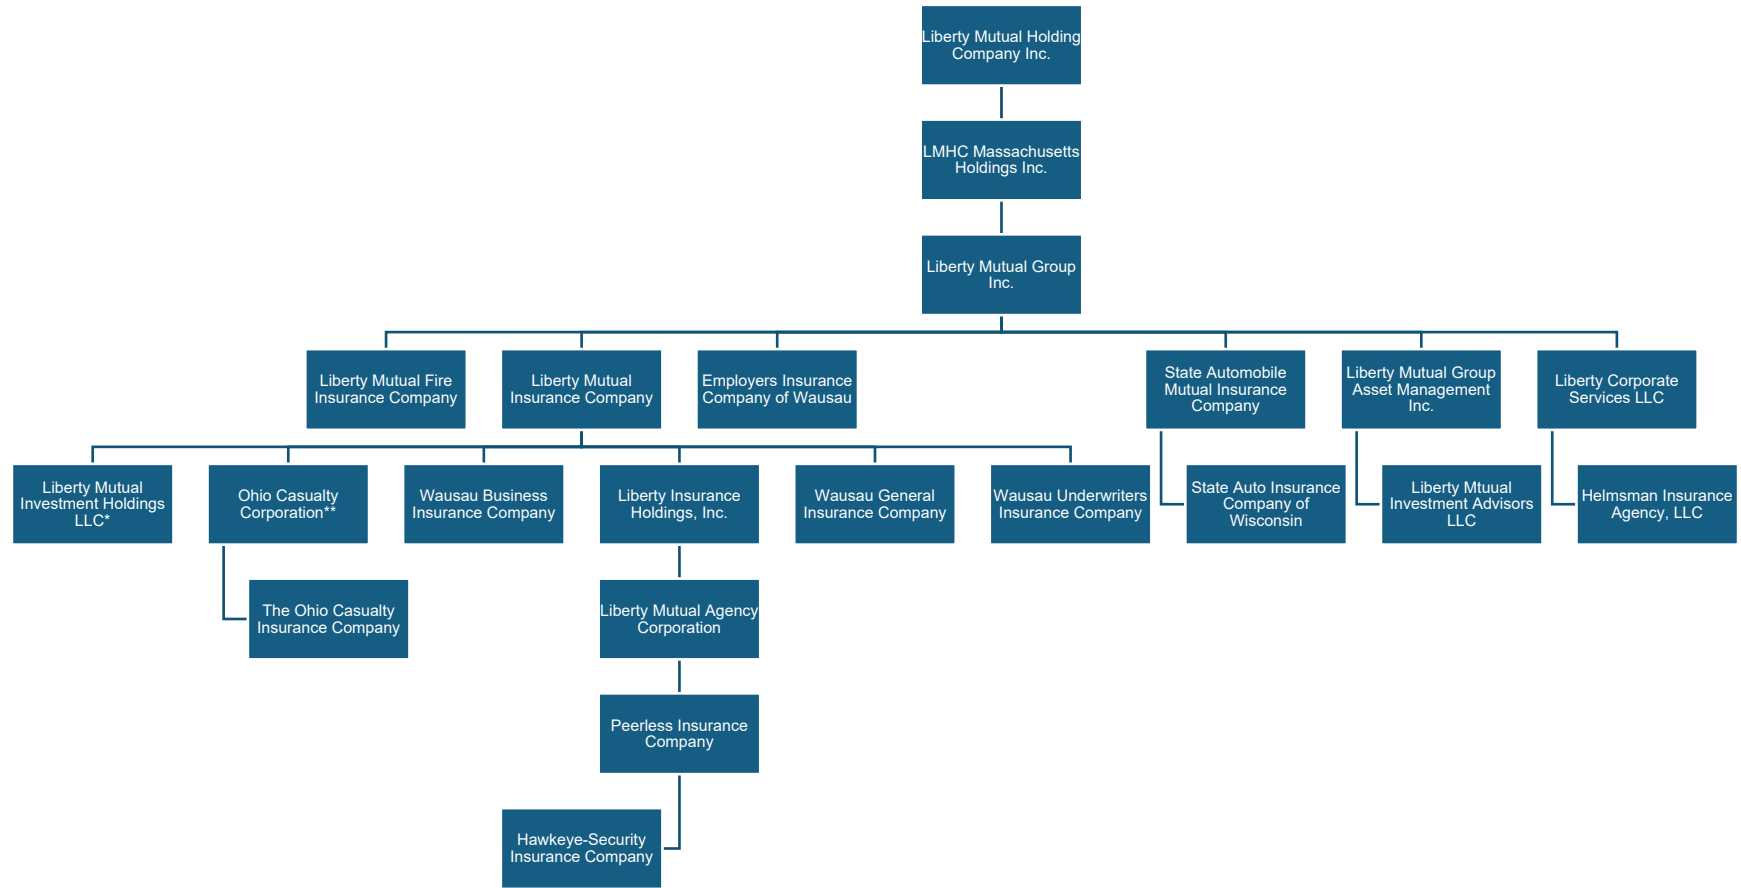 Liberty Mutual Holding
Company Inc.
LMHC Massachusetts
Holdings Inc.
Liberty Mutual Group
Inc.
Liberty Mutual Fire
Insurance Company
Liberty Mutual
Insurance Company
Employers Insurance
Company of Wausau
State Automobile
Mutual Insurance
Company
Liberty Mutual Group
Asset Management
Inc.
Liberty Corporate
Services LLC
Liberty Mutual
Investment Holdings
LLC*
Ohio Casualty
Corporation**
Wausau Business
Insurance Company
Liberty Insurance
Holdings, Inc.
Wausau General
Insurance Company
Wausau Underwriters
Insurance Company
State Auto Insurance
Company of
Wisconsin
Liberty Mtuual
Investment Advisors
LLC
Helmsman Insurance
Agency, LLC
The Ohio Casualty
Insurance Company
Liberty Mutual Agency
Corporation
Peerless Insurance
Company
Hawkeye-Security
Insurance Company